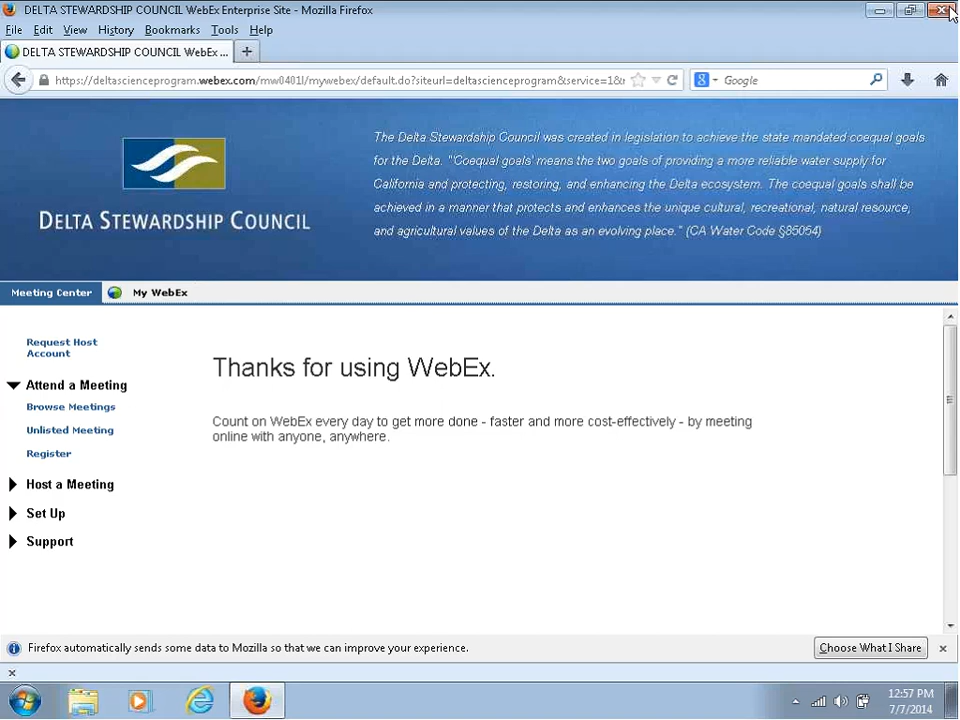 DELTA STEWARDSHIP COUNCIL WebEx Enterprise Site - Mozilla Firefox
File Edit View History Bookmarks Tools Help
DELTA STEWARDSHIP COUNCIL WebEx ...
https://deltascienceprogram.webex.com/mw0401l/mywebex/default.do?siteurl=deltascienceprogram&service=1&
Google
The Delta Stewardship Council was created in legislation to achieve the state mandated coequal goals
for the Delta. "'Coequal goals' means the two goals of providing a more reliable water supply for
California and protecting, restoring, and enhancing the Delta ecosystem. The coequal goals shall be
achieved in a manner that protects and enhances the unique cultural, recreational, natural resource,
and agricultural values of the Delta as an evolving place." (CA Water Code §85054)
DELTA STEWARDSHIP COUNCIL
Meeting Center My WebEx
Request Host
Account
Attend a Meeting
Browse Meetings
Unlisted Meeting
Register
Host a Meeting
Set Up
Support
Thanks for using WebEx.
Count on WebEx every day to get more done - faster and more cost-effectively - by meeting
online with anyone, anywhere.
Firefox automatically sends some data to Mozilla so that we can improve your experience.
Choose What I Share
12:57 PM
7/7/2014